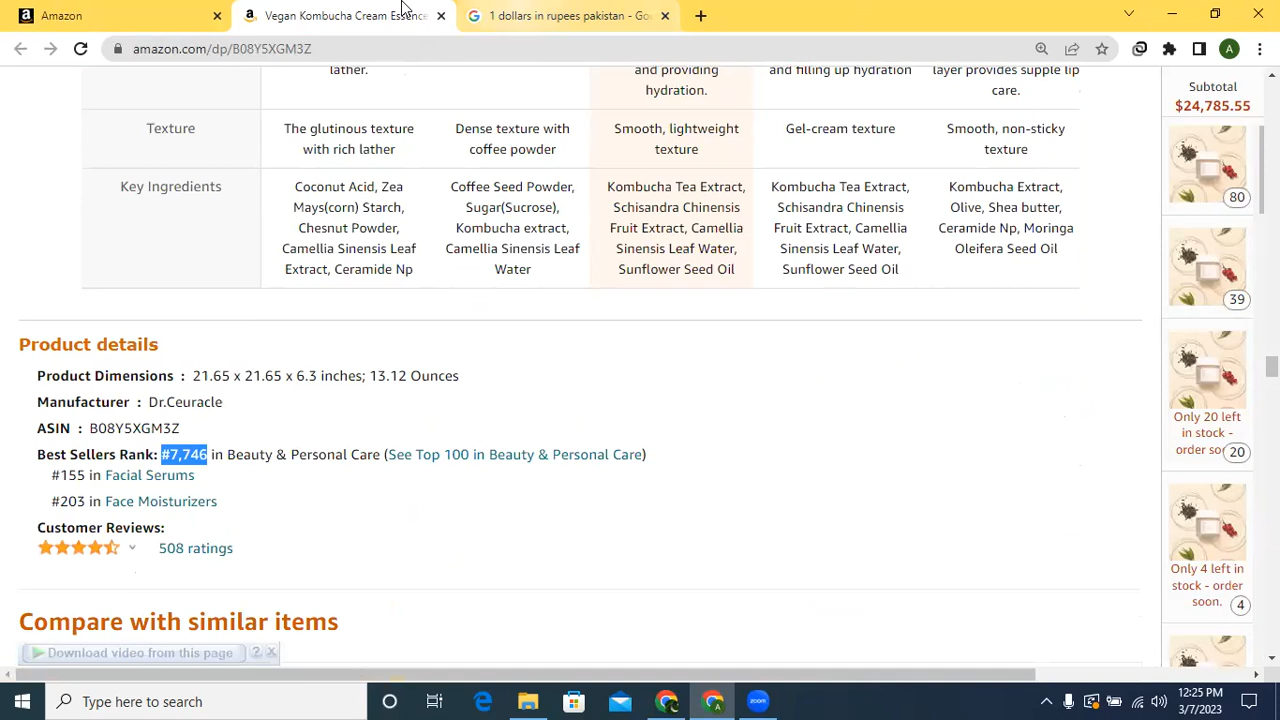 Amazon
Vegan Kombucha Cream Essence
1 dollars in rupees pakistan - Goo
amazon.com/dp/B08Y5XGM3Z
A
lather.
and providing
hydration.
and filling up hydration
layer provides supple lip
care.
Texture
The glutinous texture
with rich lather
Dense texture with
coffee powder
Smooth, lightweight
texture
Gel-cream texture
Smooth, non-sticky
texture
Key Ingredients
Coconut Acid, Zea
Mays(corn) Starch,
Chesnut Powder,
Camellia Sinensis Leaf
Extract, Ceramide Np
Coffee Seed Powder,
Sugar(Sucrose),
Kombucha extract,
Camellia Sinensis Leaf
Water
Kombucha Tea Extract,
Schisandra Chinensis
Fruit Extract, Camellia
Sinensis Leaf Water,
Sunflower Seed Oil
Kombucha Tea Extract,
Schisandra Chinensis
Fruit Extract, Camellia
Sinensis Leaf Water,
Sunflower Seed Oil
Kombucha Extract,
Olive, Shea butter,
Ceramide Np, Moringa
Oleifera Seed Oil
Product details
Product Dimensions : 21.65 x 21.65 x 6.3 inches; 13.12 Ounces
Manufacturer : Dr.Ceuracle
ASIN : B08Y5XGM3Z
Best Sellers Rank: #7,746 in Beauty & Personal Care (See Top 100 in Beauty & Personal Care)
#155 in Facial Serums
#203 in Face Moisturizers
Customer Reviews:
508 ratings
Compare with similar items
Download video from this page ? X
Subtotal
$24,785.55
80
39
Only 20 left
in stock -
order soon.
20
Only 4 left in
stock - order
soon.
4
Type here to search
12:25 PM
3/7/2023
zoom